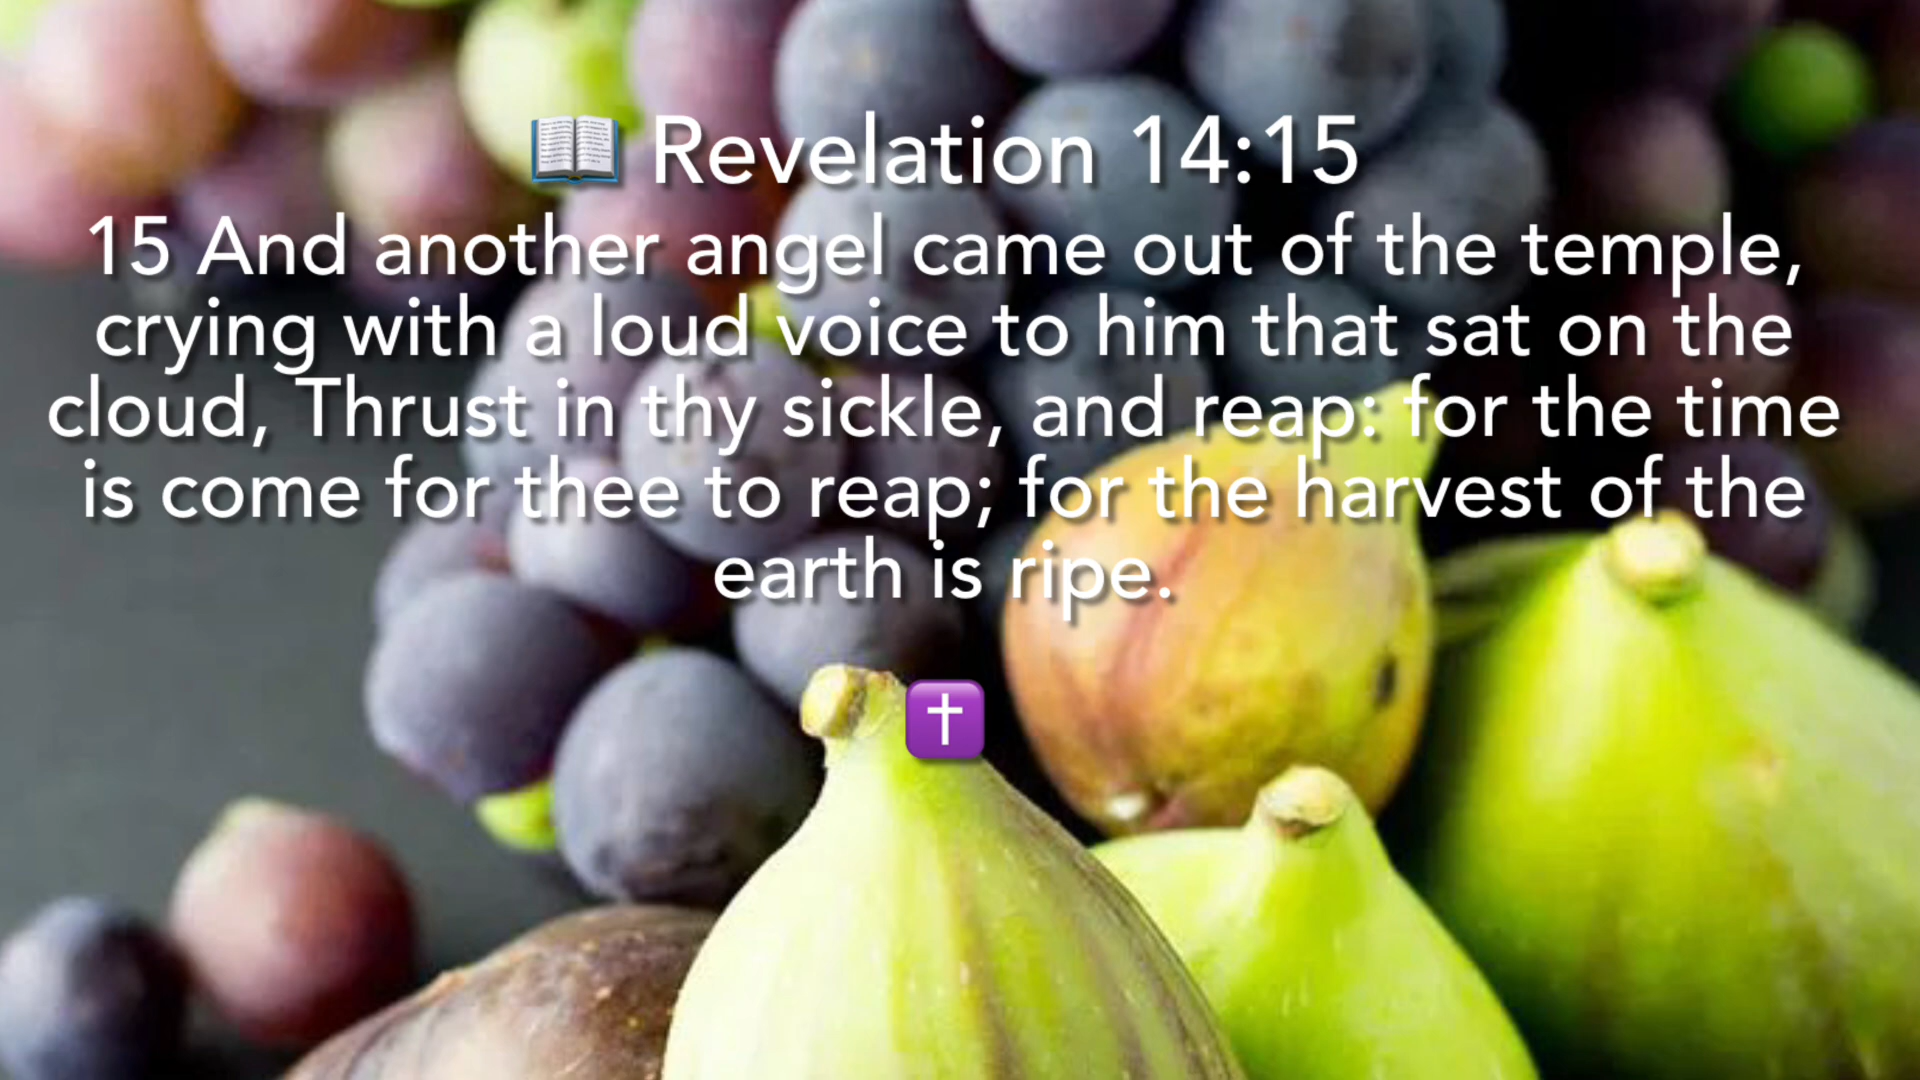 📖 Revelation 14:15
15 And another angel came out of the temple,
crying with a loud voice to him that sat on the
cloud, Thrust in thy sickle, and reap: for the time
is come for thee to reap; for the harvest of the
earth is ripe.
✝️